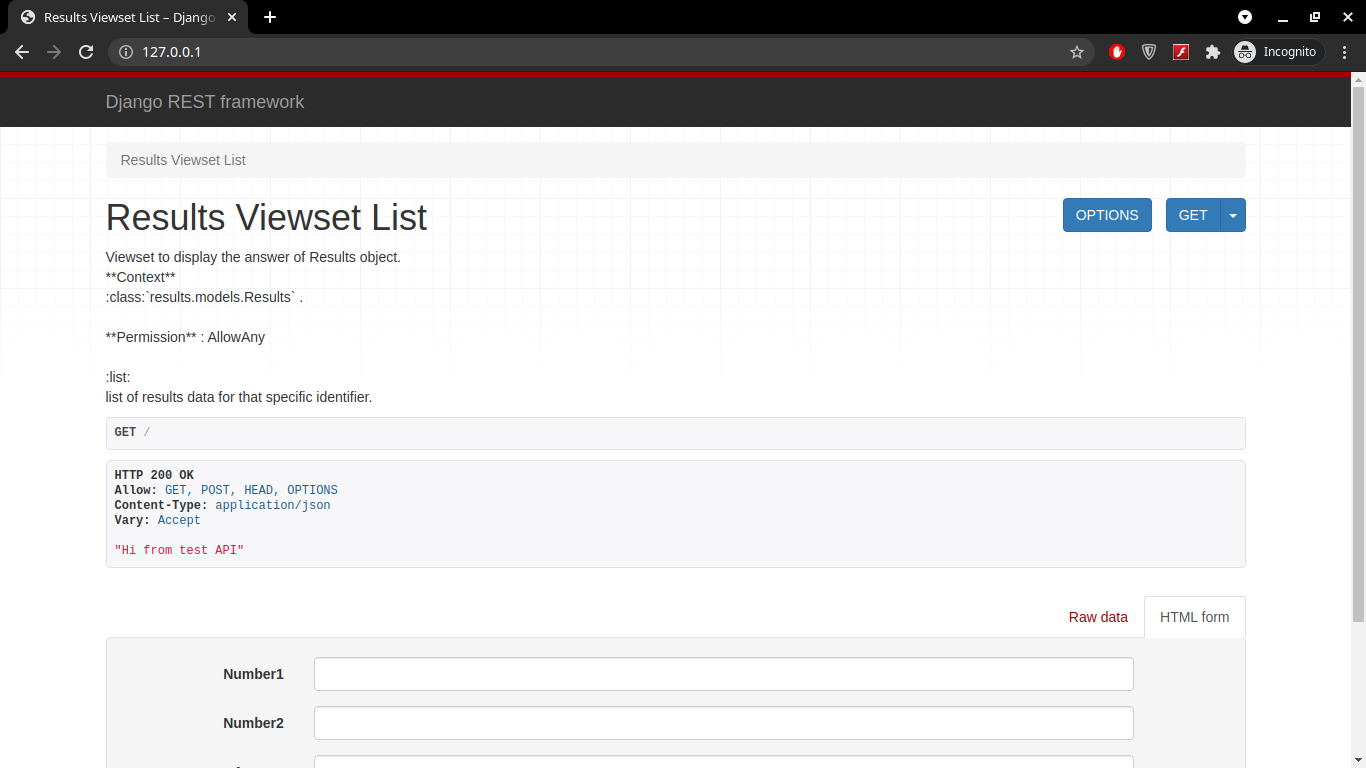 Results Viewset List – Django
127.0.0.1
Incognito
Django REST framework
Results Viewset List
Results Viewset List
OPTIONS
GET
Viewset to display the answer of Results object.
**Context**
:class:`results.models.Results` .
**Permission** : AllowAny
:list:
list of results data for that specific identifier.
GET /
HTTP 200 OK
Allow: GET, POST, HEAD, OPTIONS
Content-Type: application/json
Vary: Accept
"Hi from test API"
Raw data
HTML form
Number1
Number2